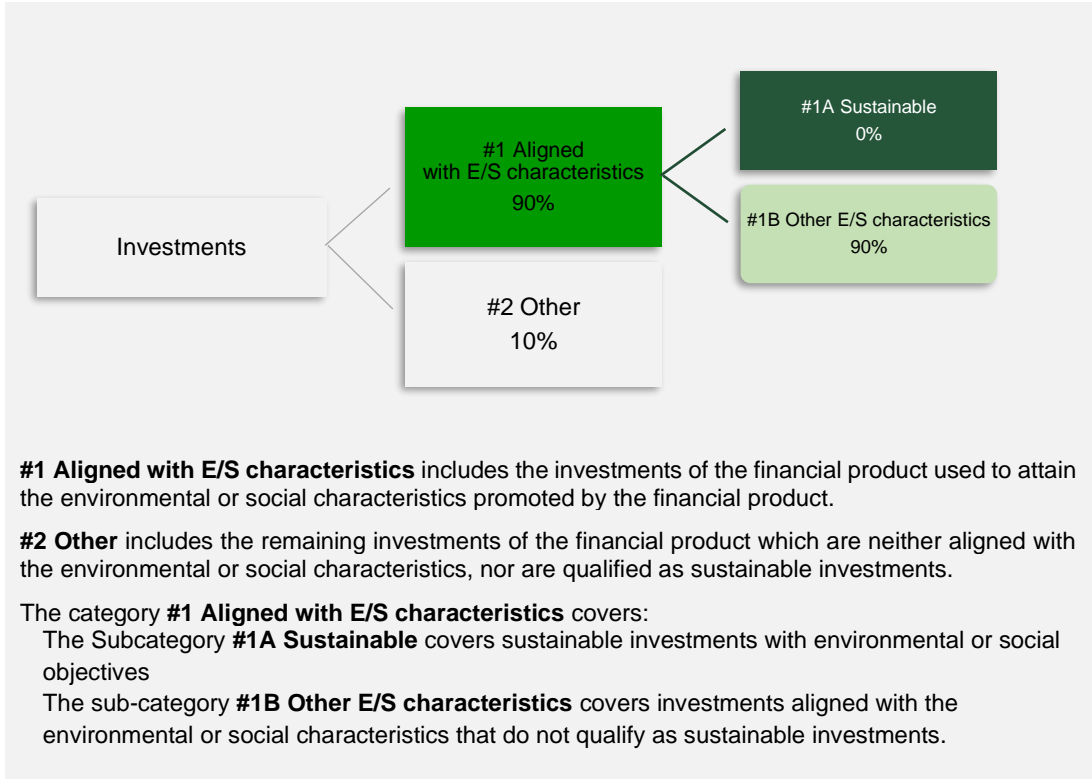 Investments
#1 Aligned
with E/S characteristics
90%
#2 Other
10%
#1A Sustainable
0%
#1B Other E/S characteristics
90%
#1 Aligned with E/S characteristics includes the investments of the financial product used to attain
the environmental or social characteristics promoted by the financial product.
#2 Other includes the remaining investments of the financial product which are neither aligned with
the environmental or social characteristics, nor are qualified as sustainable investments.
The category #1 Aligned with E/S characteristics covers:
The Subcategory #1A Sustainable covers sustainable investments with environmental or social
objectives
The sub-category #1B Other E/S characteristics covers investments aligned with the
environmental or social characteristics that do not qualify as sustainable investments.